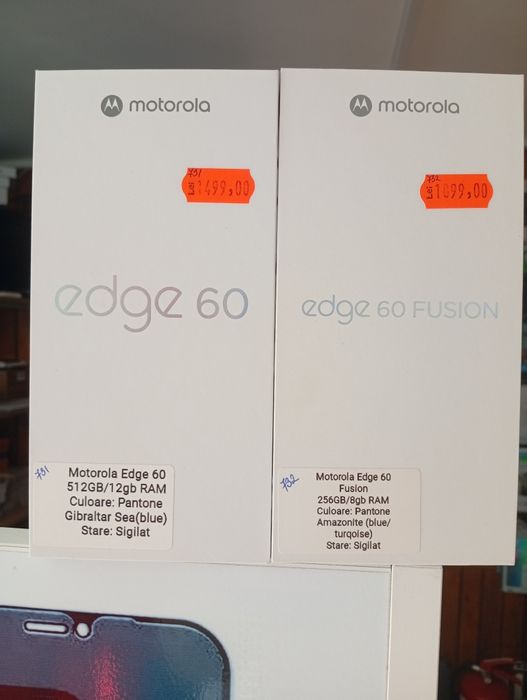 motorola
731
LEI 1499,00
edge 60
731
Motorola Edge 60
512GB/12gb RAM
Culoare: Pantone
Gibraltar Sea(blue)
Stare: Sigilat
motorola
732
LEI 1099,00
edge 60 FUSION
732
Motorola Edge 60
Fusion
256GB/8gb RAM
Culoare: Pantone
Amazonite (blue/
turqoise)
Stare: Sigilat